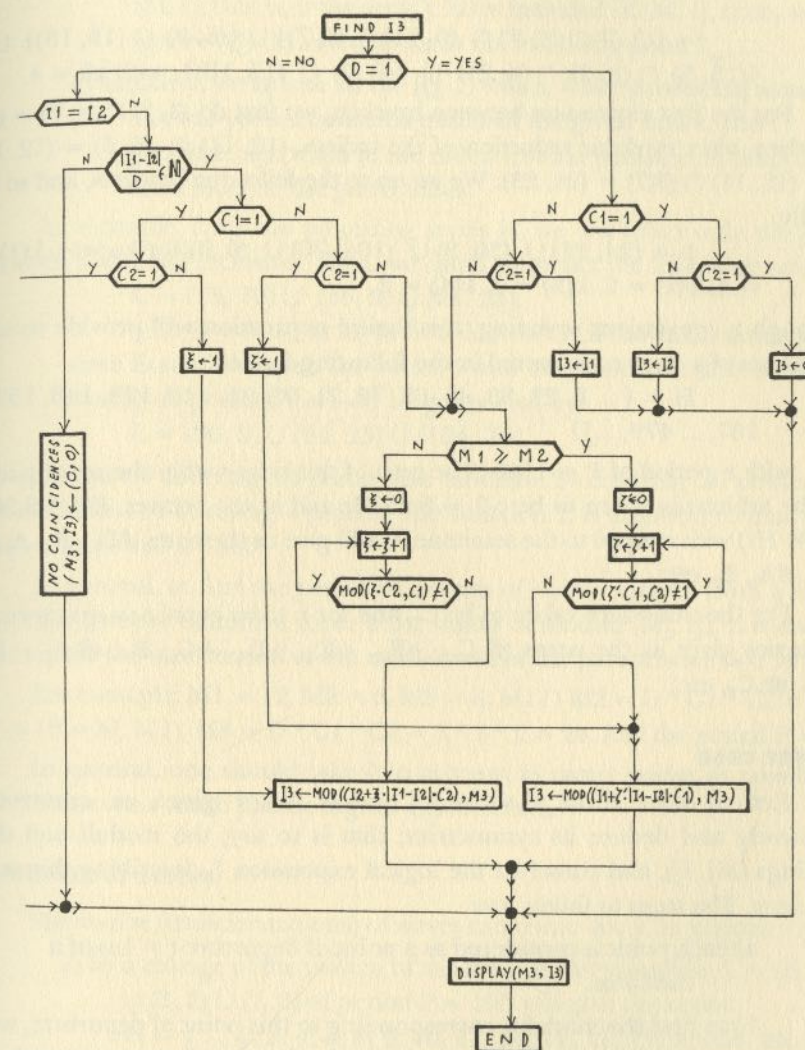 FIND I3
N=NO
D=1
Y=YES
I1=I2
N
N
|I1-I2|
D
∈ ℕ
Y
Y
C1=1
N
N
C1=1
Y
Y
C2=1
N
Y
C2=1
N
Y
C2=1
N
N
C2=1
Y
ξ←1
ζ←1
I3←I1
I3←I2
I3←0
N
M1 ≥ M2
Y
ξ←0
ζ←0
ξ←ξ+1
ζ←ζ+1
Y
MOD(ξ·C2,C1)≠1
N
N
MOD(ζ·C1,C2)≠1
Y
NO COINCIDENCES
(M3,I3)←(0,0)
I3←MOD((I2+ξ·|I1-I2|·C2),M3)
I3←MOD((I1+ζ·|I1-I2|·C1),M3)
DISPLAY(M3,I3)
END